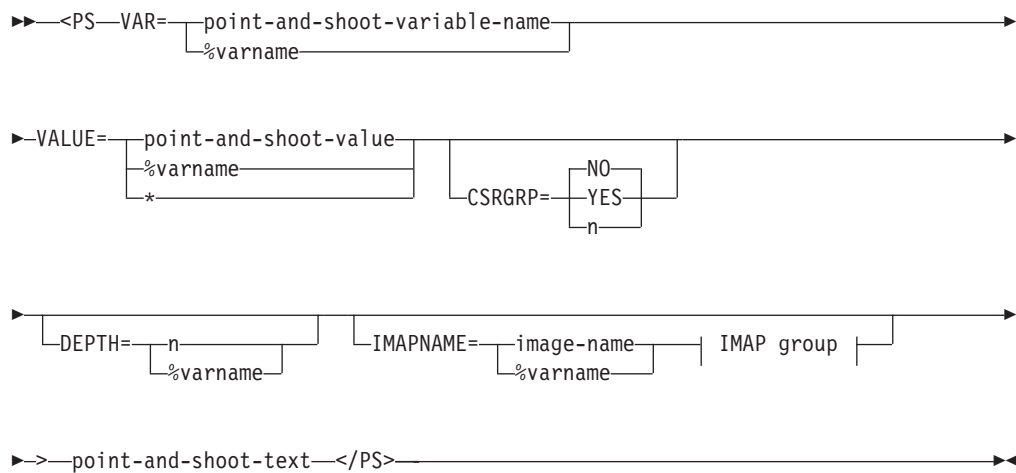 <PS VAR= point-and-shoot-variable-name
%varname
VALUE= point-and-shoot-value
%varname
*
CSRGRP= NO
YES
n
DEPTH= n
%varname
IMAPNAME= image-name
%varname
IMAP group
> point-and-shoot-text </PS>